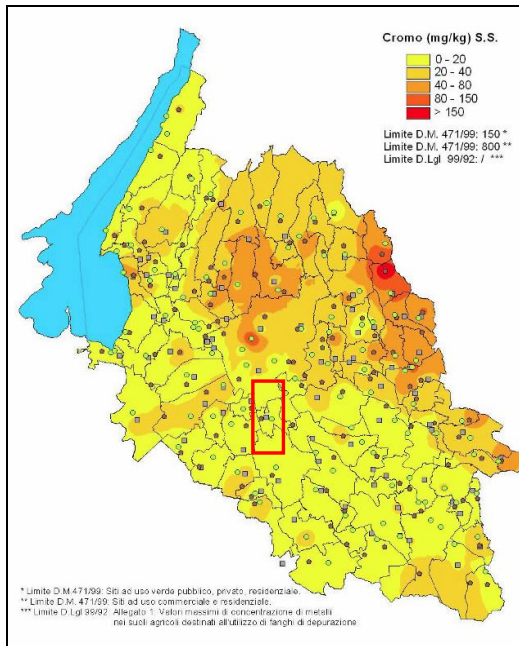 Cromo (mg/kg) S.S.
0 - 20
20 - 40
40 - 80
80 - 150
> 150
Limite D.M. 471/99: 150 *
Limite D.M. 471/99: 800 **
Limite D.Lgl 99/92: / ***
* Limite D.M.471/99: Siti ad uso verde pubblico, privato, residenziale.
** Limite D.M. 471/99: Siti ad uso commerciale e residenziale.
*** Limite D.Lgl 99/92: Allegato 1. Valori massimi di concentrazione di metalli
nei suoli agricoli destinati all'utilizzo di fanghi di depurazione